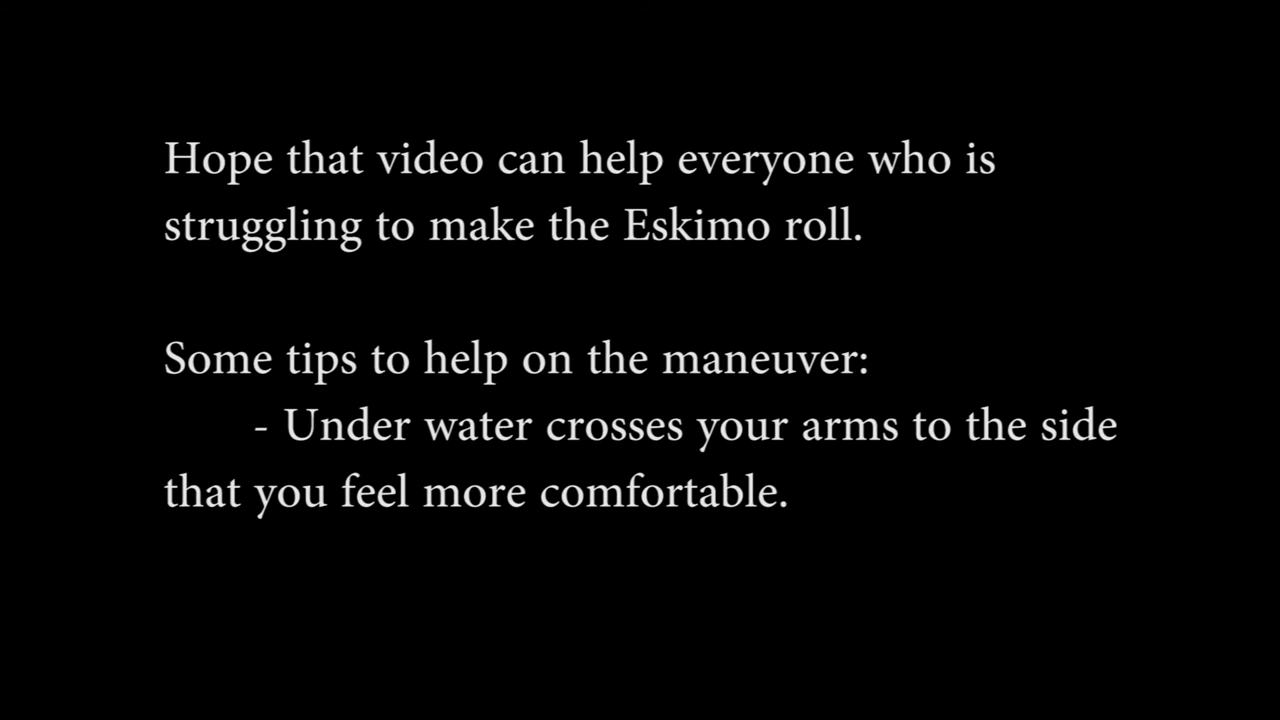 Hope that video can help everyone who is
struggling to make the Eskimo roll.
Some tips to help on the maneuver:
- Under water crosses your arms to the side
that you feel more comfortable.